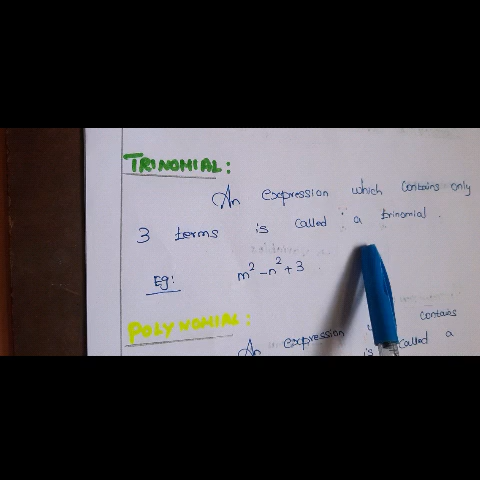 TRINOMIAL:
An expression which contains only
3 terms is called a trinomial.
Eg: m² - n² + 3.
POLYNOMIAL:
An expression contains
is called a